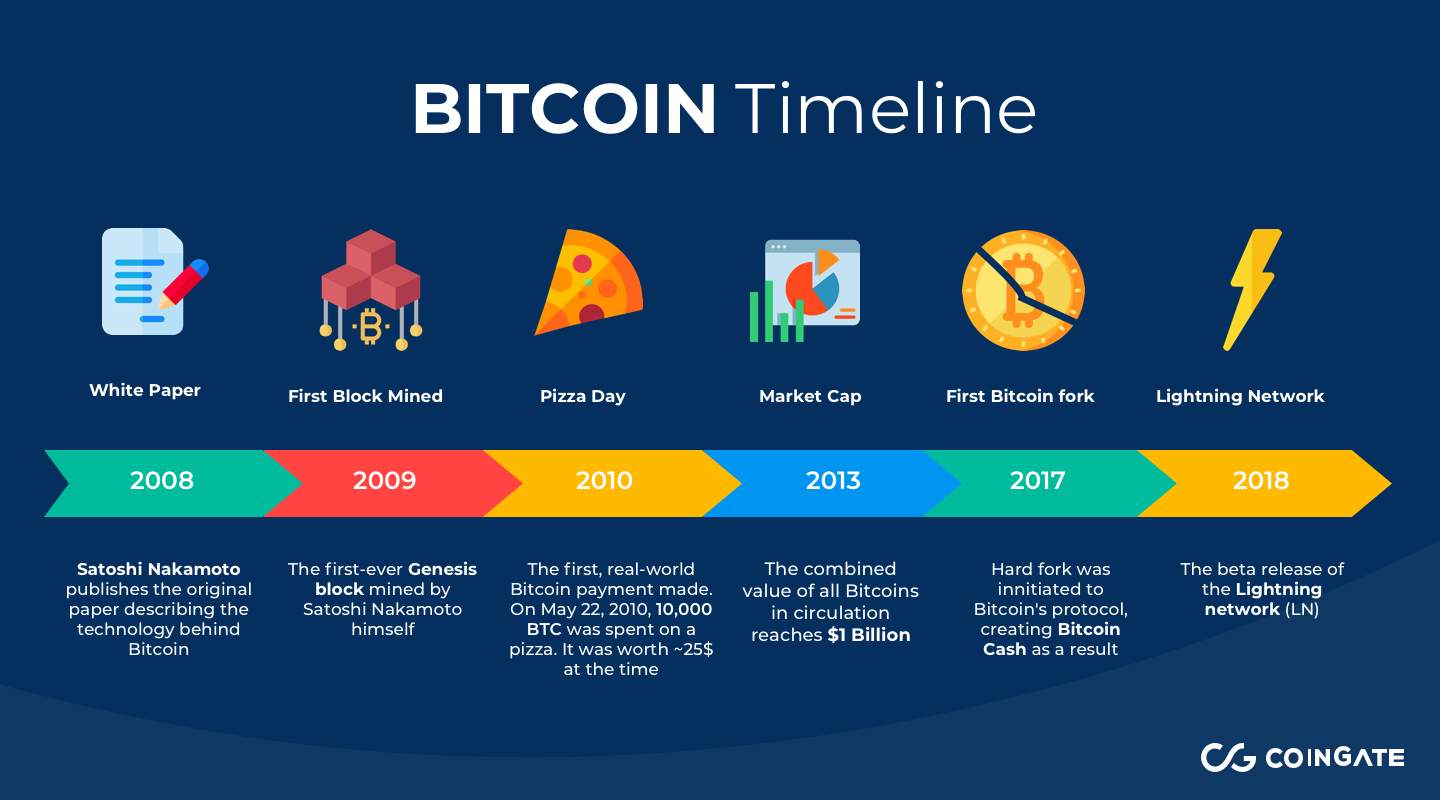 BITCOIN Timeline
White Paper
First Block Mined
Pizza Day
Market Cap
First Bitcoin fork
Lightning Network
2008
2009
2010
2013
2017
2018
Satoshi Nakamoto
publishes the original
paper describing the
technology behind
Bitcoin
The first-ever Genesis
block mined by
Satoshi Nakamoto
himself
The first, real-world
Bitcoin payment made.
On May 22, 2010, 10,000
BTC was spent on a
pizza. It was worth ~25$
at the time
The combined
value of all Bitcoins
in circulation
reaches $1 Billion
Hard fork was
innitiated to
Bitcoin's protocol,
creating Bitcoin
Cash as a result
The beta release of
the Lightning
network (LN)
COINGATE